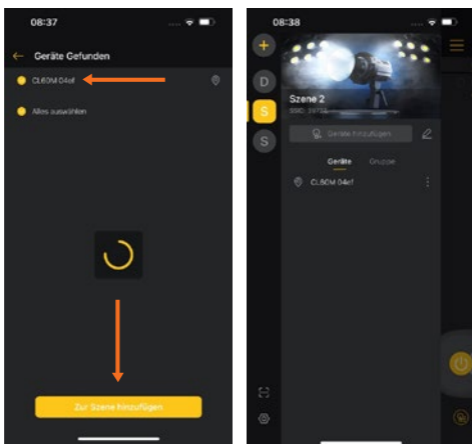 08:37
Geräte Gefunden
CL60M 04ef
Alles auswählen
Zur Szene hinzufügen
08:38
D
S
S
Szene 2
Geräte hinzufügen
Geräte Gruppe
CL60M 04ef